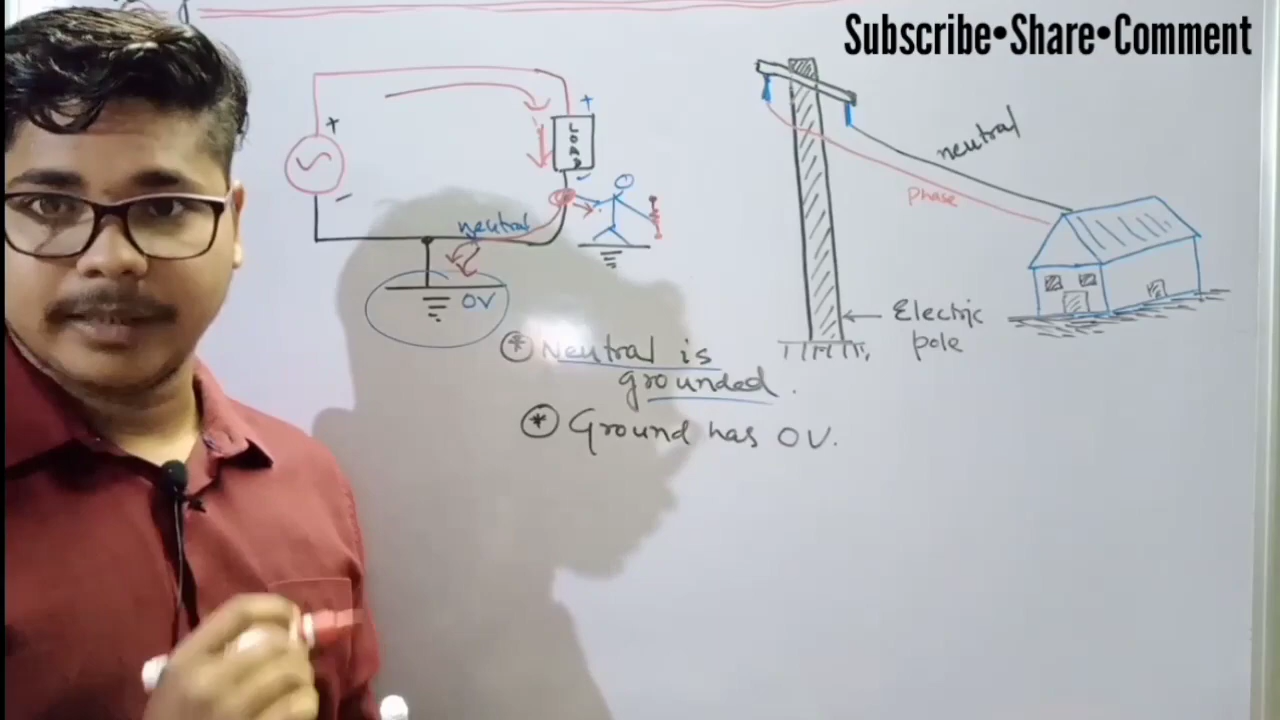 Subscribe•Share•Comment
+
+
LOAD
-
-
neutral
0V
neutral
Phase
Electric
pole
* Neutral is
grounded.
* Ground has 0V.